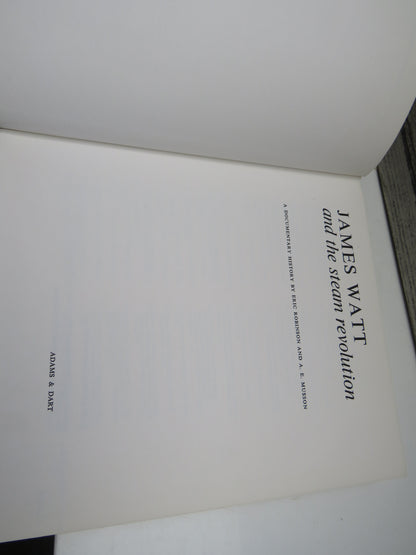 JAMES WATT
and the steam revolution
A DOCUMENTARY HISTORY BY ERIC ROBINSON AND A. E. MUSSON
ADAMS & DART